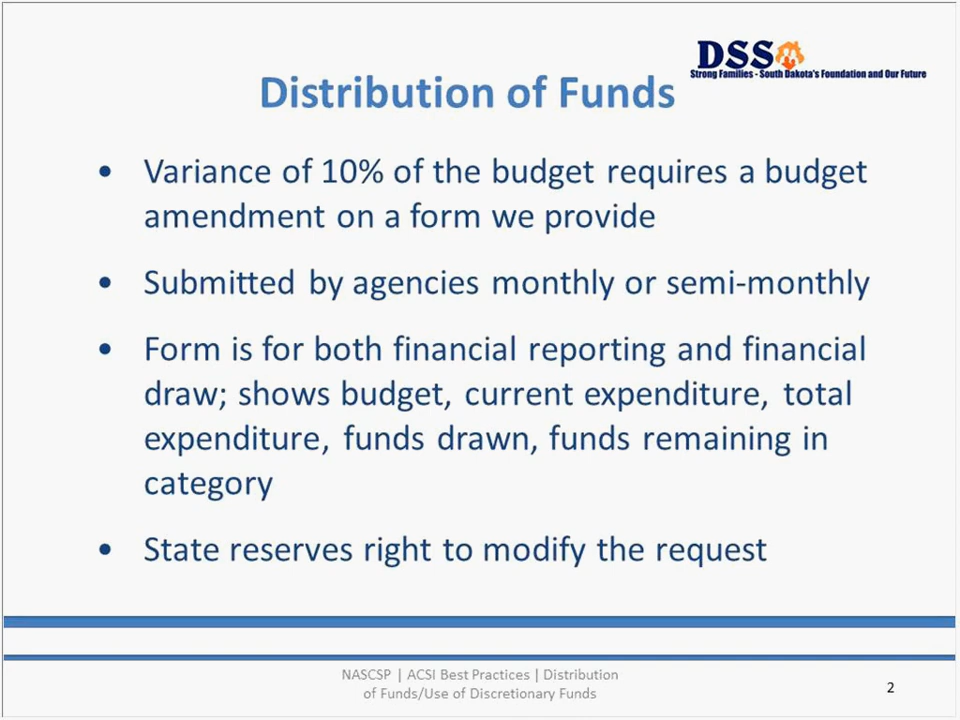 DSS
Strong Families - South Dakota's Foundation and Our Future
Distribution of Funds
• Variance of 10% of the budget requires a budget
amendment on a form we provide
• Submitted by agencies monthly or semi-monthly
• Form is for both financial reporting and financial
draw; shows budget, current expenditure, total
expenditure, funds drawn, funds remaining in
category
• State reserves right to modify the request
NASCSP | ACSI Best Practices | Distribution
of Funds/Use of Discretionary Funds
2